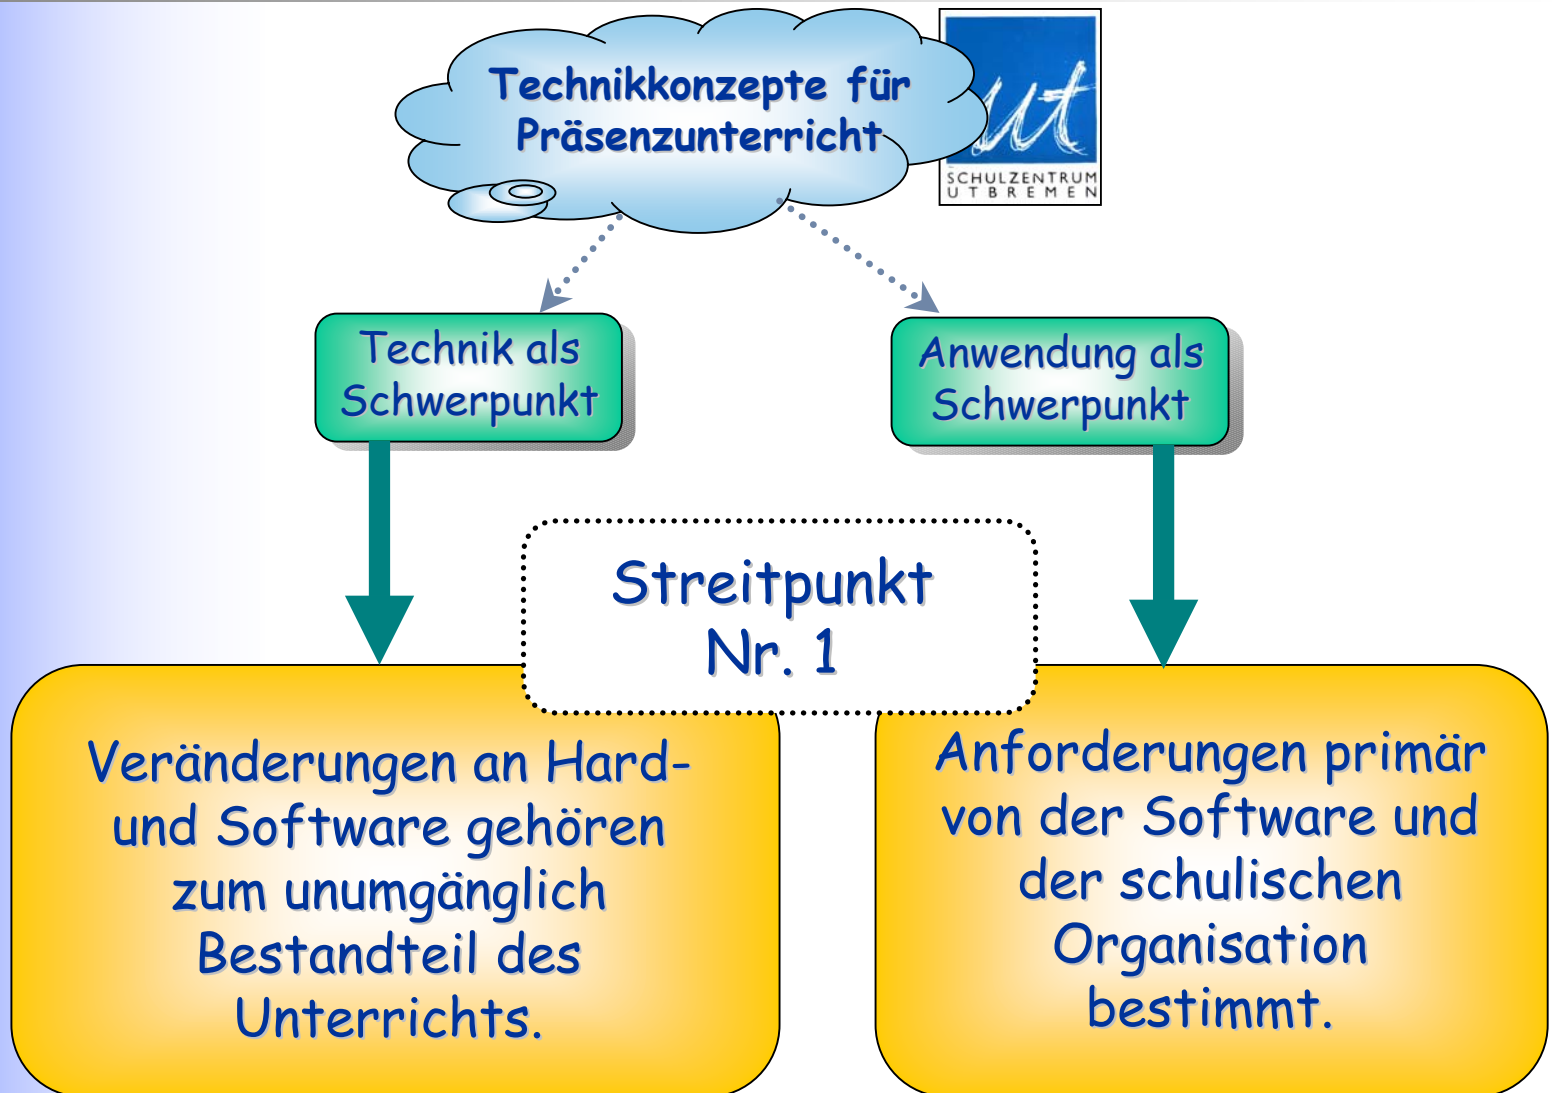 Technikkonzepte für
Präsenzunterricht
ut
SCHULZENTRUM
UTBREMEN
Technik als
Schwerpunkt
Anwendung als
Schwerpunkt
Streitpunkt
Nr. 1
Veränderungen an Hard-
und Software gehören
zum unumgänglich
Bestandteil des
Unterrichts.
Anforderungen primär
von der Software und
der schulischen
Organisation
bestimmt.